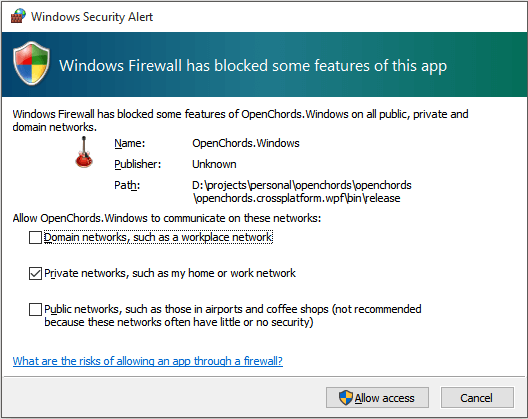 Windows Security Alert
Windows Firewall has blocked some features of this app
Windows Firewall has blocked some features of OpenChords.Windows on all public, private and
domain networks.
Name: OpenChords.Windows
Publisher: Unknown
Path: D:\projects\personal\openchords\openchords
\openchords.crossplatform.wpf\bin\release
Allow OpenChords.Windows to communicate on these networks:
Domain networks, such as a workplace network
Private networks, such as my home or work network
Public networks, such as those in airports and coffee shops (not recommended
because these networks often have little or no security)
What are the risks of allowing an app through a firewall?
Allow access Cancel